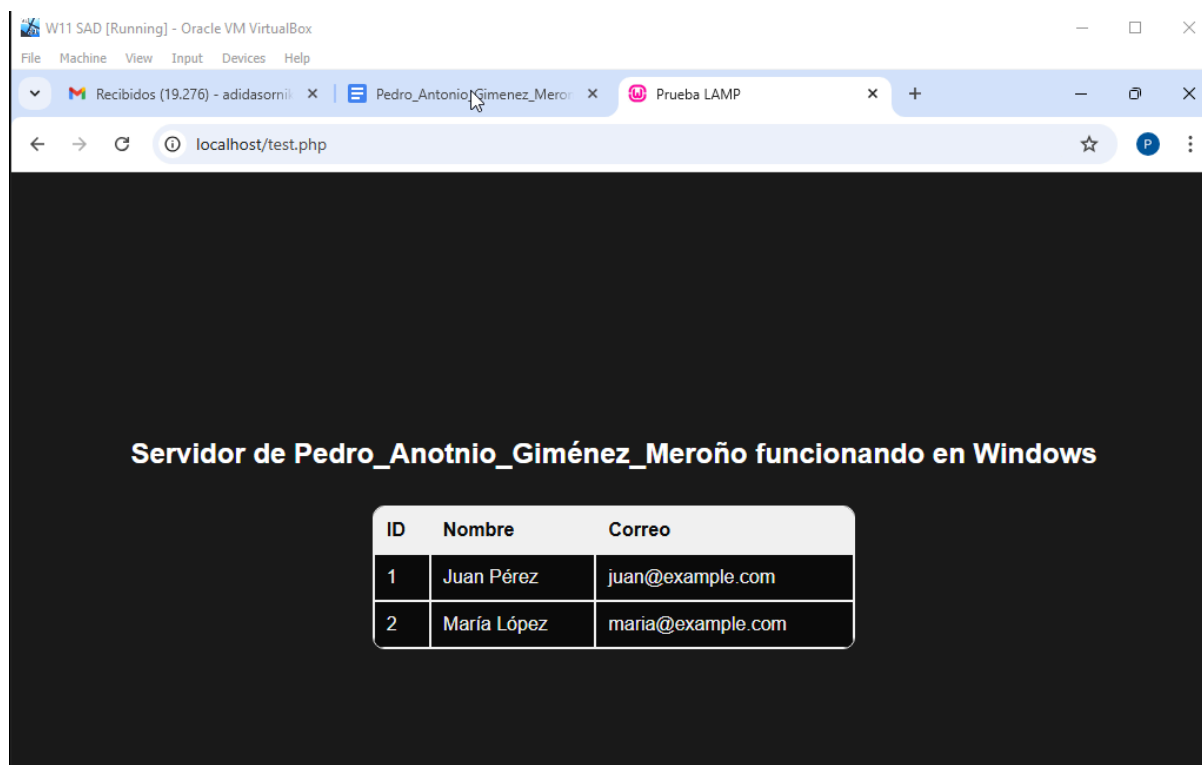 W11 SAD [Running] - Oracle VM VirtualBox
File Machine View Input Devices Help
Recibidos (19.276) - adidasornil Pedro_Antonio_Gimenez_Meroñ Prueba LAMP
localhost/test.php P
Servidor de Pedro_Anotnio_Giménez_Meroño funcionando en Windows
ID Nombre Correo
1 Juan Pérez juan@example.com
2 María López maria@example.com